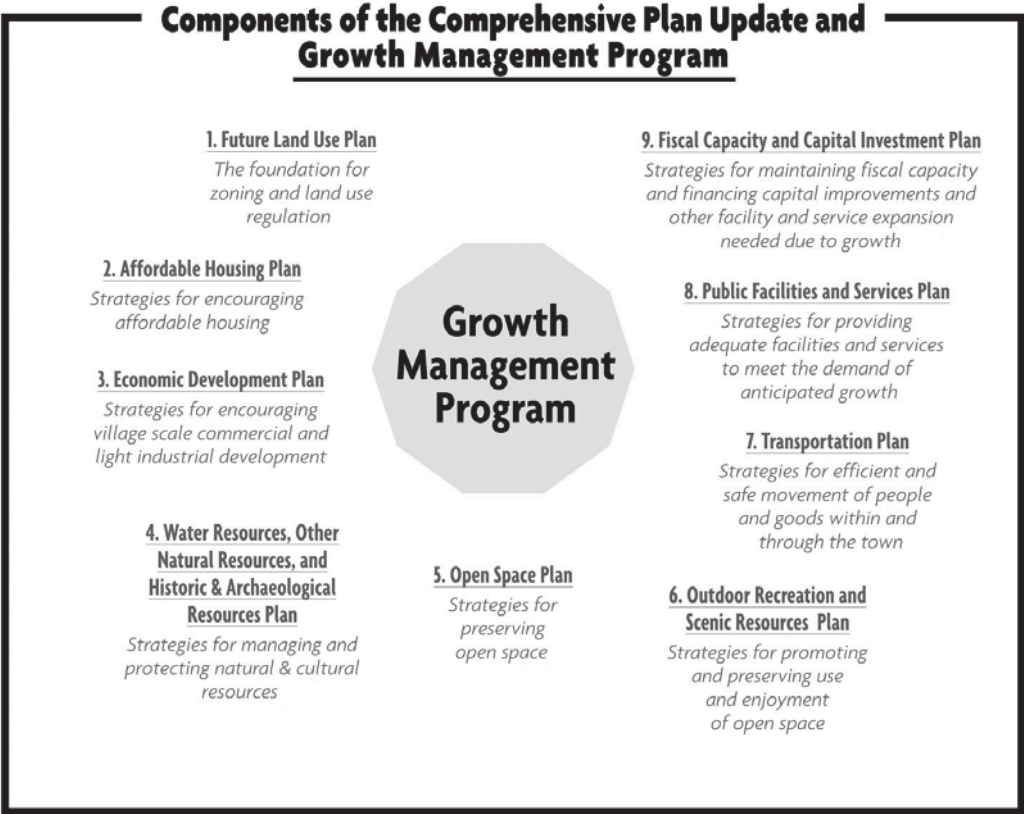 Components of the Comprehensive Plan Update and
Growth Management Program
1. Future Land Use Plan
The foundation for
zoning and land use
regulation
2. Affordable Housing Plan
Strategies for encouraging
affordable housing
3. Economic Development Plan
Strategies for encouraging
village scale commercial and
light industrial development
4. Water Resources, Other
Natural Resources, and
Historic & Archaeological
Resources Plan
Strategies for managing and
protecting natural & cultural
resources
5. Open Space Plan
Strategies for
preserving
open space
6. Outdoor Recreation and
Scenic Resources Plan
Strategies for promoting
and preserving use
and enjoyment
of open space
7. Transportation Plan
Strategies for efficient and
safe movement of people
and goods within and
through the town
8. Public Facilities and Services Plan
Strategies for providing
adequate facilities and services
to meet the demand of
anticipated growth
9. Fiscal Capacity and Capital Investment Plan
Strategies for maintaining fiscal capacity
and financing capital improvements and
other facility and service expansion
needed due to growth
Growth
Management
Program